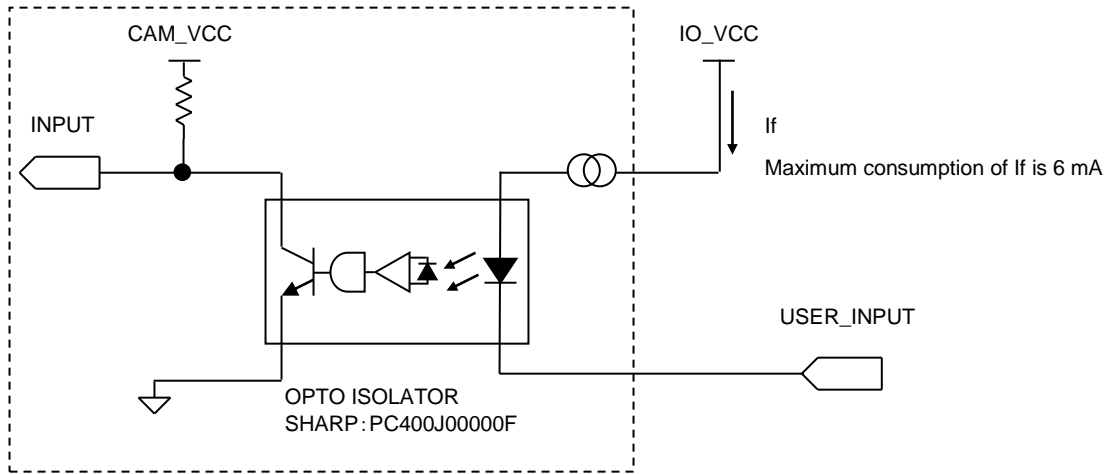 CAM_VCC
IO_VCC
INPUT
If
Maximum consumption of If is 6 mA
USER_INPUT
OPTO ISOLATOR
SHARP：PC400J00000F